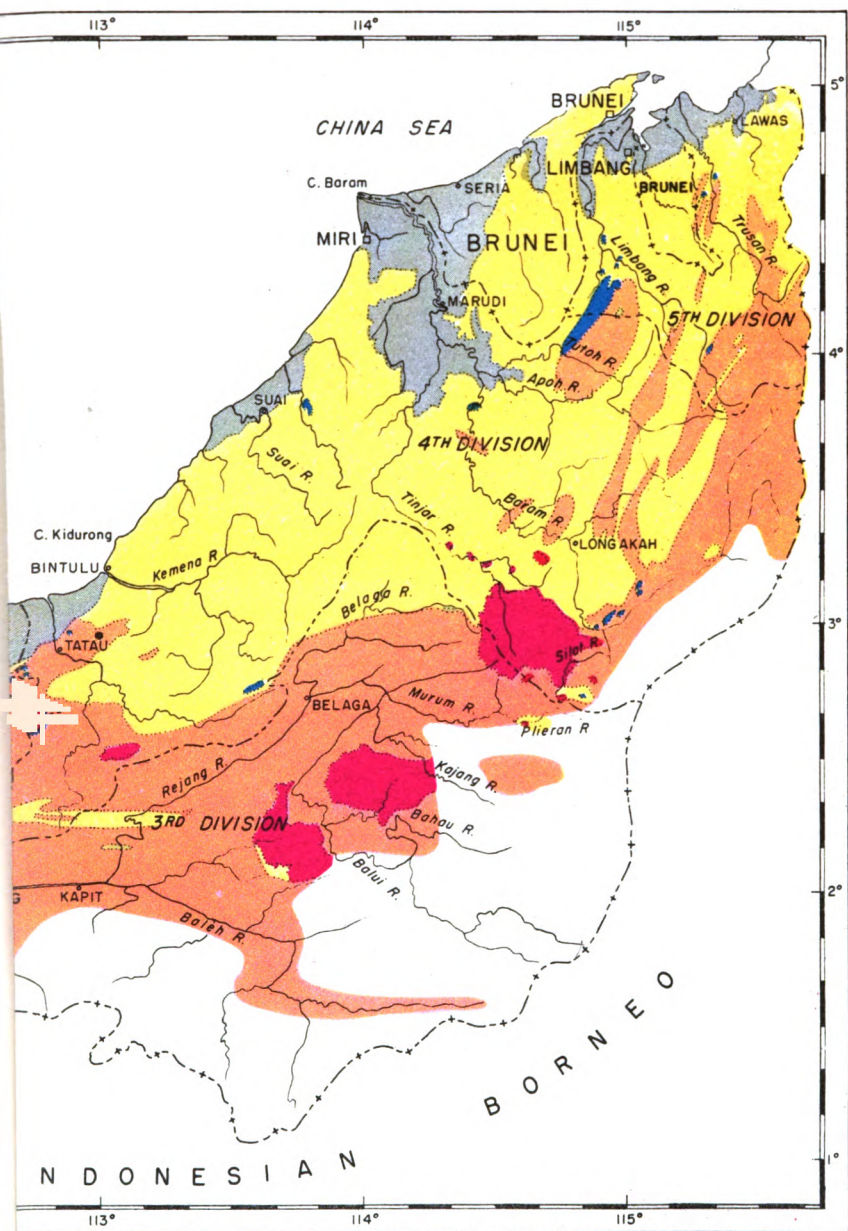 113°
114°
115°
5°
BRUNEI
LAWAS
CHINA SEA
LIMBANG
BRUNEI
C. Baram
SERIA
Trusan R.
MIRI
BRUNEI
Limbang R.
MARUDI
5TH DIVISION
Tutoh R.
4°
Apoh R.
SUAI
4TH DIVISION
Suai R.
Tinjar R.
Baram R.
C. Kidurong
LONG AKAH
BINTULU
Kemena R.
Belaga R.
3°
TATAU
Silat R.
BELAGA
Murum R.
Plieran R
Rejang R.
Kajang R.
3RD DIVISION
Bahau R.
Balui R.
2°
G
KAPIT
Baleh R.
BORNEO
NDONESIAN
1°
113°
114°
115°